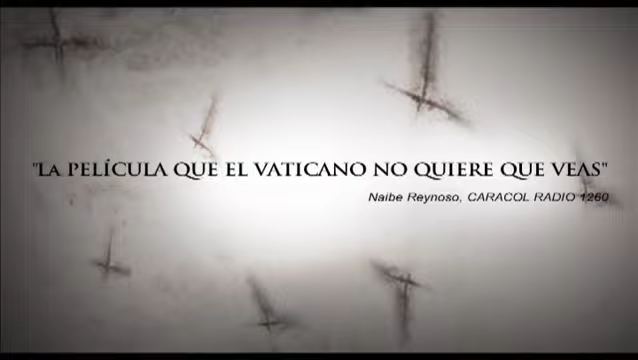 "LA PELÍCULA QUE EL VATICANO NO QUIERE QUE VEAS"
Naibe Reynoso, CARACOL RADIO 1260